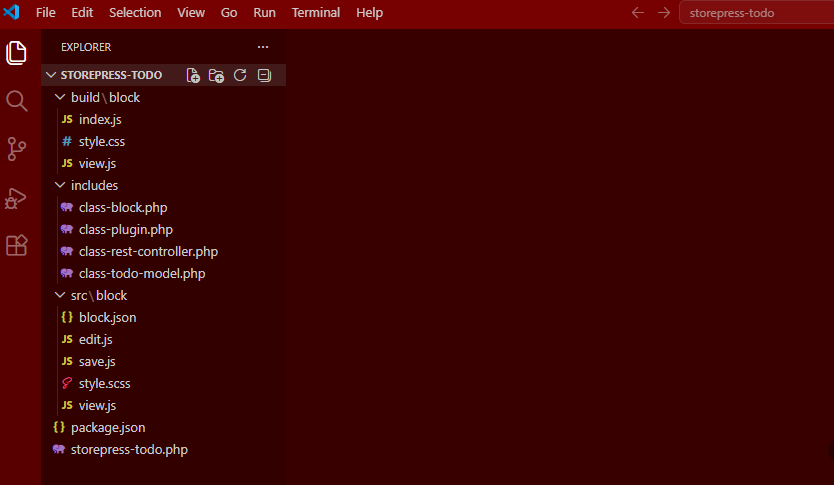 File Edit Selection View Go Run Terminal Help storepress-todo
EXPLORER ...
STOREPRESS-TODO
build\block
JS index.js
# style.css
JS view.js
includes
class-block.php
class-plugin.php
class-rest-controller.php
class-todo-model.php
src\block
{} block.json
JS edit.js
JS save.js
style.scss
JS view.js
{} package.json
storepress-todo.php